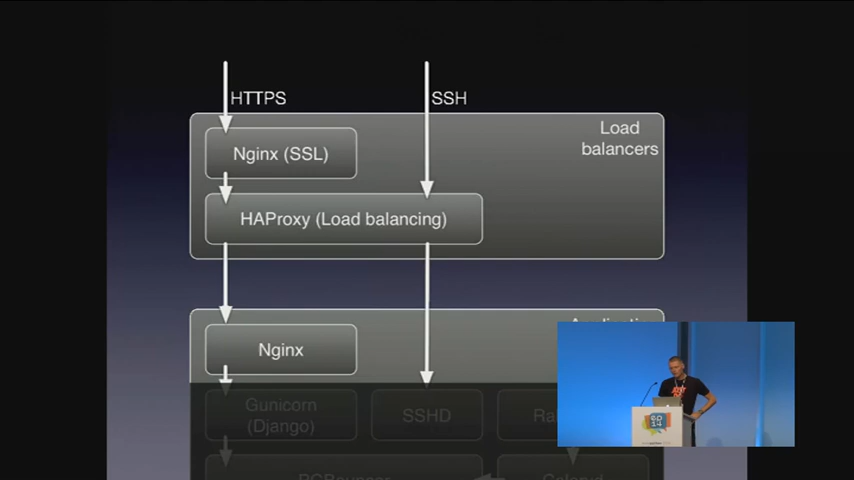 HTTPS
SSH
Load
balancers
Nginx (SSL)
HAProxy (Load balancing)
Nginx
Gunicorn
(Django)
SSHD